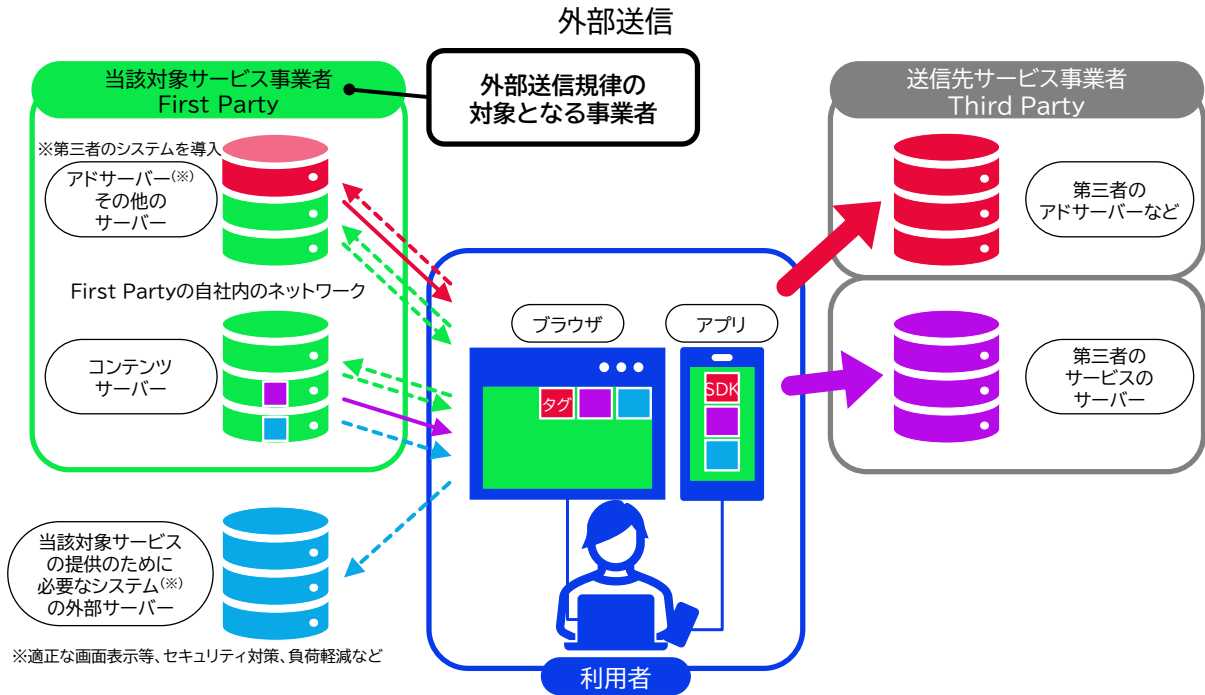 外部送信
当該対象サービス事業者
First Party
外部送信規律の
対象となる事業者
送信先サービス事業者
Third Party
※第三者のシステムを導入
アドサーバー(※)
その他の
サーバー
第三者の
アドサーバーなど
First Partyの自社内のネットワーク
コンテンツ
サーバー
ブラウザ
アプリ
タグ
SDK
第三者の
サービスの
サーバー
当該対象サービス
の提供のために
必要なシステム(※)
の外部サーバー
※適正な画面表示等、セキュリティ対策、負荷軽減など
利用者